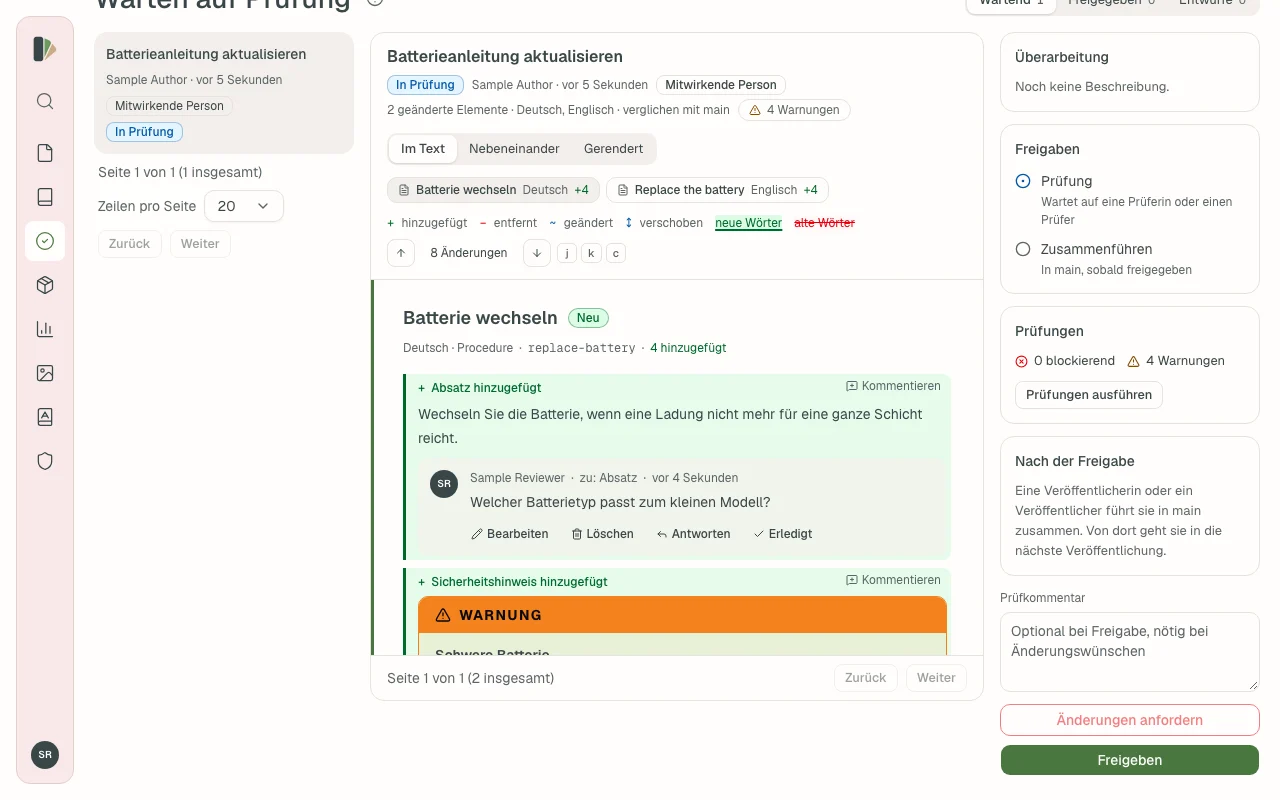 Warten auf Prüfung
Wartend 1 Freigegeben 0 Entwürfe 0
Batterieanleitung aktualisieren
Sample Author · vor 5 Sekunden
Mitwirkende Person
In Prüfung
Seite 1 von 1 (1 insgesamt)
Zeilen pro Seite 20
Zurück Weiter
SR
Batterieanleitung aktualisieren
In Prüfung Sample Author · vor 5 Sekunden Mitwirkende Person
2 geänderte Elemente · Deutsch, Englisch · verglichen mit main 4 Warnungen
Im Text Nebeneinander Gerendert
Batterie wechseln Deutsch +4 Replace the battery Englisch +4
+ hinzugefügt − entfernt ~ geändert ↕ verschoben neue Wörter alte Wörter
↑ 8 Änderungen ↓ j k c
Batterie wechseln Neu
Deutsch · Procedure · replace-battery · 4 hinzugefügt
+ Absatz hinzugefügt Kommentieren
Wechseln Sie die Batterie, wenn eine Ladung nicht mehr für eine ganze Schicht
reicht.
SR Sample Reviewer · zu: Absatz · vor 4 Sekunden
Welcher Batterietyp passt zum kleinen Modell?
Bearbeiten Löschen Antworten Erledigt
+ Sicherheitshinweis hinzugefügt Kommentieren
WARNUNG
Schwere Batterie
Seite 1 von 1 (2 insgesamt) Zurück Weiter
Überarbeitung
Noch keine Beschreibung.
Freigaben
Prüfung
Wartet auf eine Prüferin oder einen
Prüfer
Zusammenführen
In main, sobald freigegeben
Prüfungen
0 blockierend 4 Warnungen
Prüfungen ausführen
Nach der Freigabe
Eine Veröffentlicherin oder ein
Veröffentlicher führt sie in main
zusammen. Von dort geht sie in die
nächste Veröffentlichung.
Prüfkommentar
Optional bei Freigabe, nötig bei
Änderungswünschen
Änderungen anfordern
Freigeben